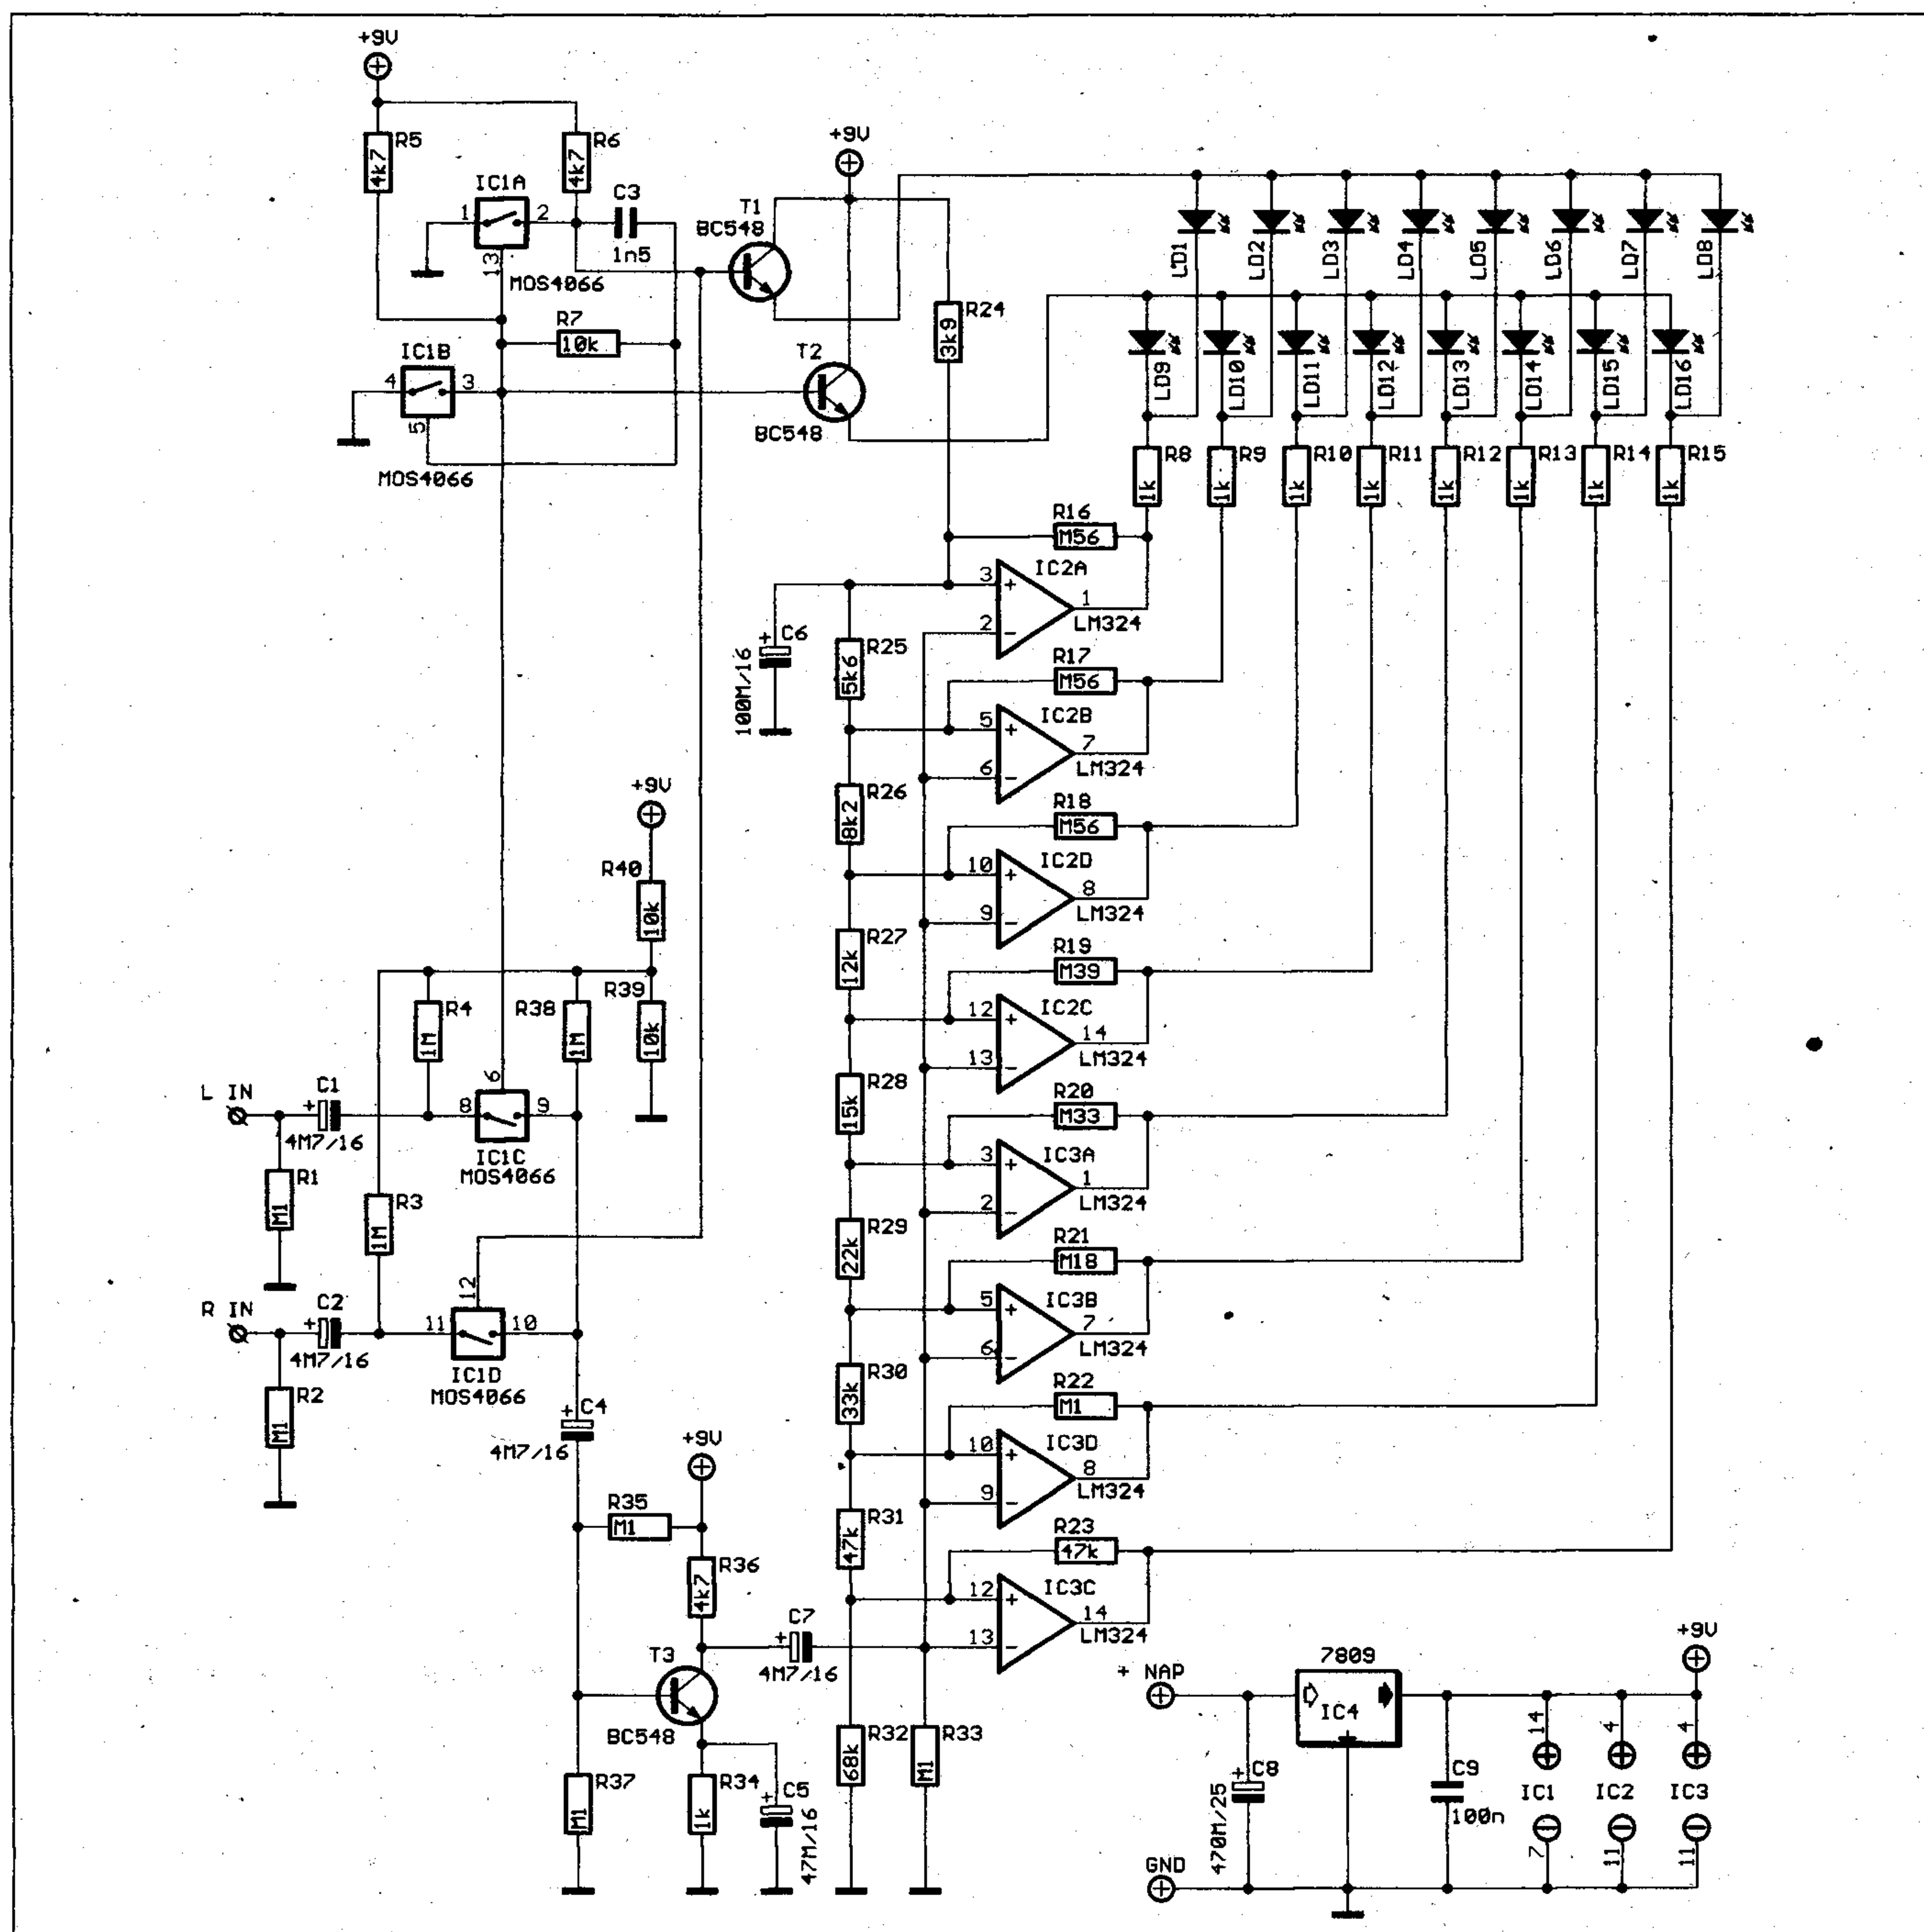 +9V
R5
4k7
R6
4k7
IC1A
1
2
13
MOS4066
C3
1n5
T1
BC548
+9V
R24
3k9
LD1
LD2
LD3
LD4
LD5
LD6
LD7
LD8
R7
10k
IC1B
4
3
5
MOS4066
T2
BC548
LD9
LD10
LD11
LD12
LD13
LD14
LD15
LD16
R8
1k
R9
1k
R10
1k
R11
1k
R12
1k
R13
1k
R14
1k
R15
1k
R16
M56
IC2A
3
+
2
-
1
LM324
C6
+
100M/16
R25
5k6
R17
M56
IC2B
5
+
6
-
7
LM324
R26
8k2
R18
M56
IC2D
10
+
9
-
8
LM324
+9V
R40
10k
R27
12k
R19
M39
IC2C
12
+
13
-
14
LM324
R4
1M
R38
1M
R39
10k
R28
15k
R20
M33
IC3A
3
+
2
-
1
LM324
L IN
C1
+
4M7/16
6
8
9
IC1C
MOS4066
R1
M1
R3
1M
R29
22k
R21
M18
IC3B
5
+
6
-
7
LM324
R IN
C2
+
4M7/16
12
11
10
IC1D
MOS4066
R2
M1
C4
+
4M7/16
R30
33k
R22
M1
IC3D
10
+
9
-
8
LM324
+9V
R35
M1
R36
4k7
R31
47k
R23
47k
IC3C
12
+
13
-
14
LM324
C7
+
4M7/16
T3
BC548
R37
M1
R34
1k
C5
+
47M/16
R32
68k
R33
M1
+ NAP
7809
IC4
+9V
C8
+
470M/25
C9
100n
14
4
4
IC1
IC2
IC3
7
11
11
GND